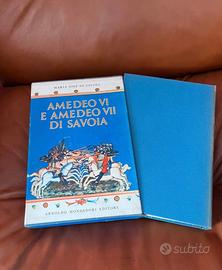 MARIA JOSÉ DI SAVOIA
AMEDEO VI
E AMEDEO VII
DI SAVOIA
ARNOLDO MONDADORI EDITORE
subito